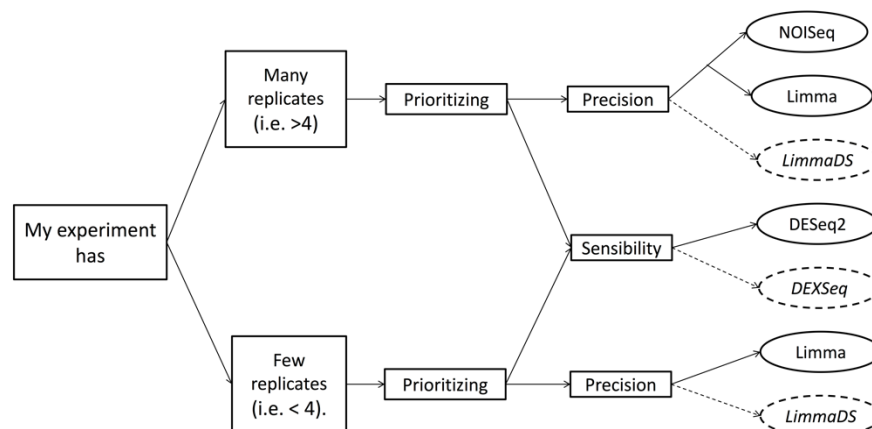 My experiment
has
Many
replicates
(i.e. >4)
Prioritizing
Precision
NOISeq
Limma
LimmaDS
Sensibility
DESeq2
DEXSeq
Few
replicates
(i.e. < 4).
Prioritizing
Precision
Limma
LimmaDS